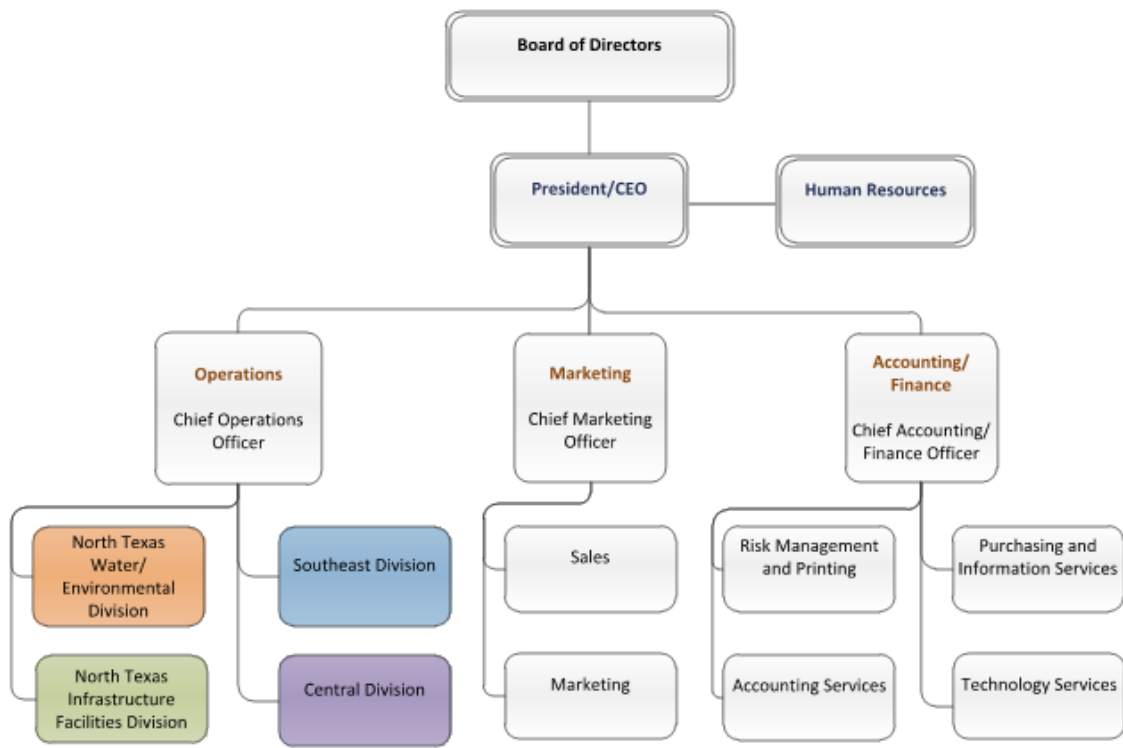 Board of Directors
President/CEO
Human Resources
Operations
Chief Operations
Officer
Marketing
Chief Marketing
Officer
Accounting/
Finance
Chief Accounting/
Finance Officer
North Texas
Water/
Environmental
Division
Southeast Division
Sales
Risk Management
and Printing
Purchasing and
Information Services
North Texas
Infrastructure
Facilities Division
Central Division
Marketing
Accounting Services
Technology Services